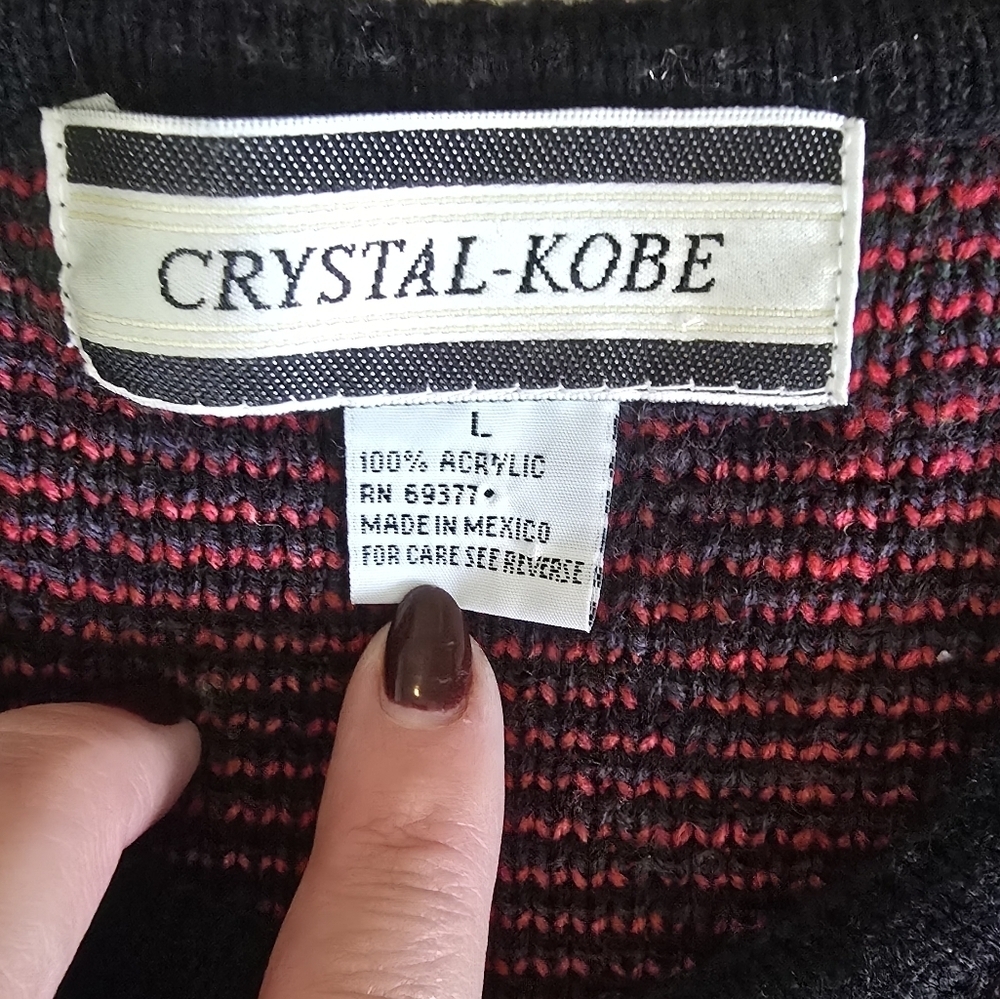 CRYSTAL-KOBE
L
100% ACRYLIC
RN 69377•
MADE IN MEXICO
FOR CARE SEE REVERSE